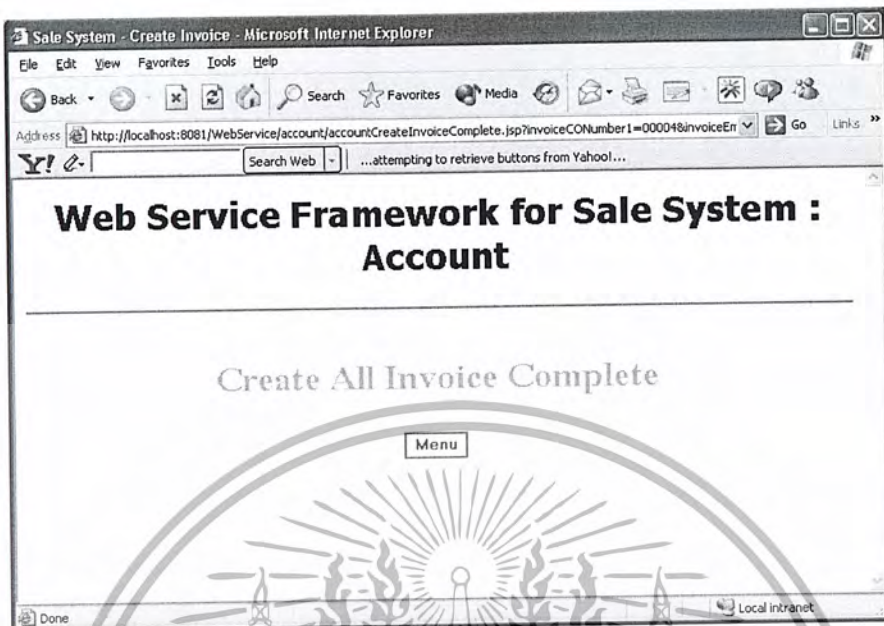 Sale System - Create Invoice - Microsoft Internet Explorer
File Edit View Favorites Tools Help
Back Search Favorites Media
Address http://localhost:8081/WebService/account/accountCreateInvoiceComplete.jsp?invoiceCONumber1=00004&invoiceEn Go Links »
Y! Search Web ...attempting to retrieve buttons from Yahoo!...
Web Service Framework for Sale System :
Account
Create All Invoice Complete
Menu
Done Local intranet